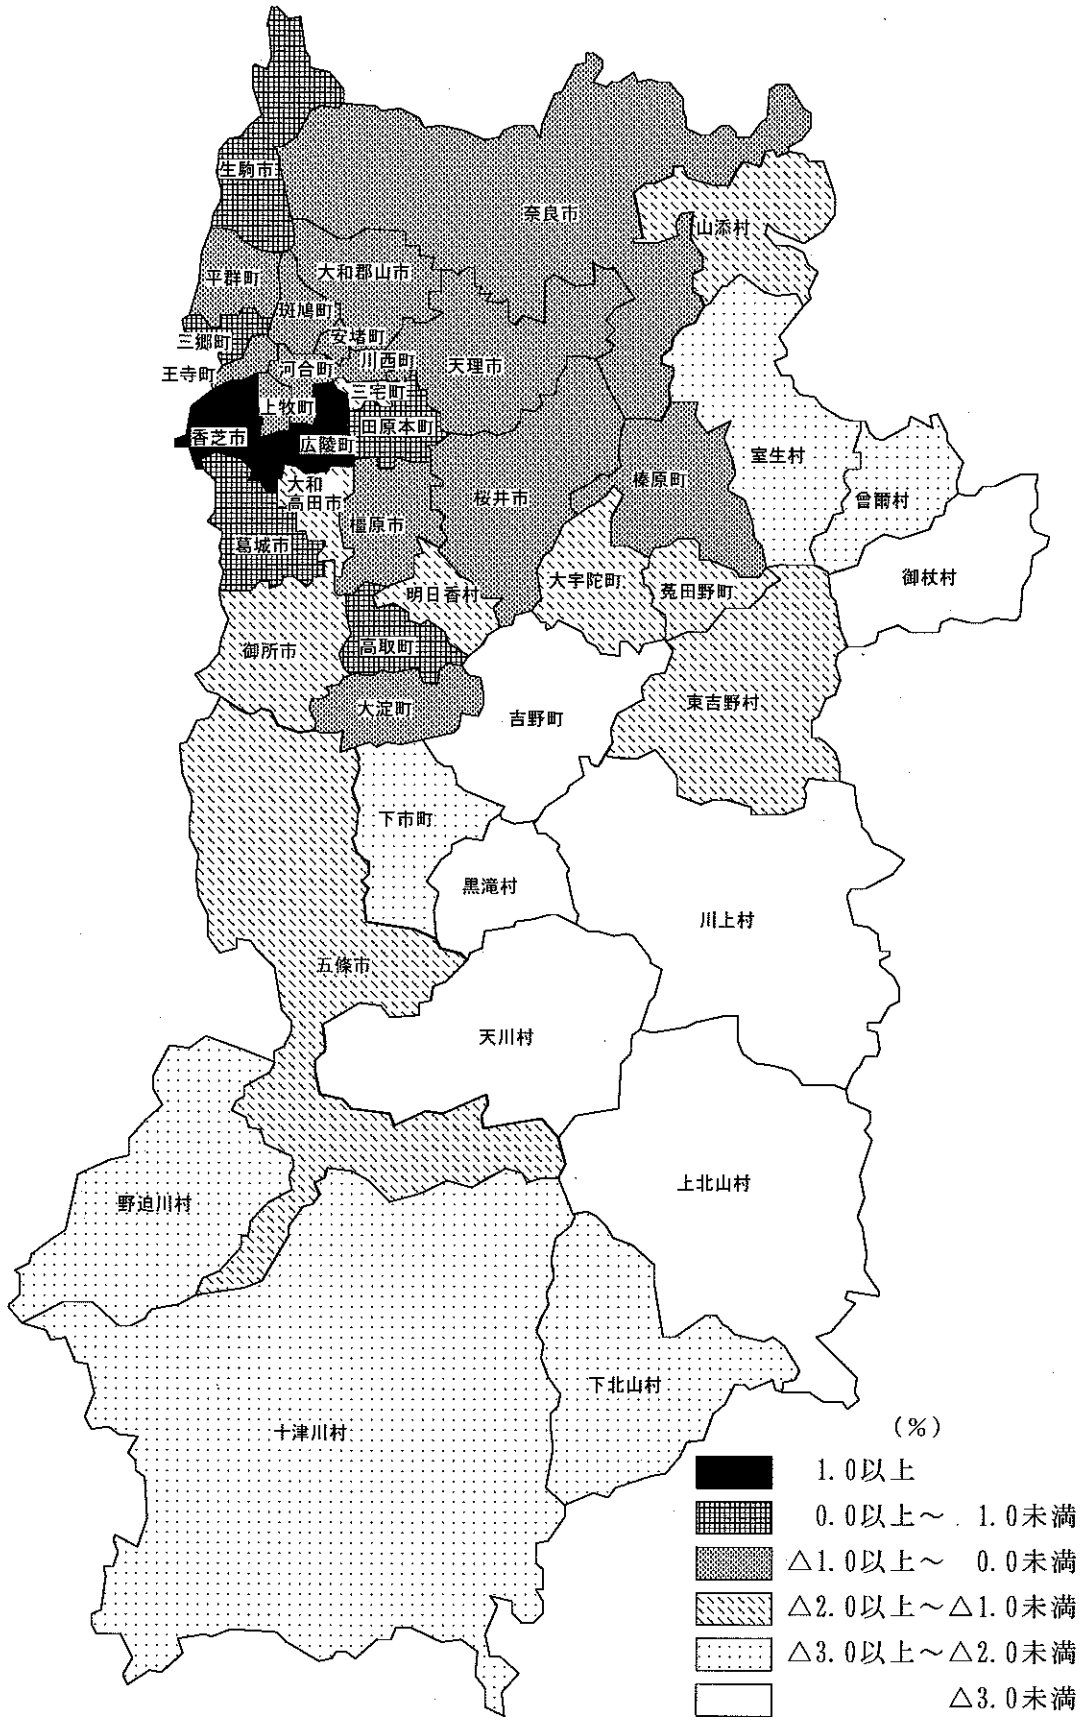 生駒市
奈良市
山添村
平群町
大和郡山市
斑鳩町
三郷町
安堵町
川西町
王寺町
河合町
天理市
三宅町
上牧町
田原本町
香芝市
広陵町
室生村
大和
高田市
榛原町
曾爾村
桜井市
橿原市
葛城市
御杖村
大宇陀町
菟田野町
明日香村
御所市
高取町
東吉野村
大淀町
吉野町
下市町
黒滝村
川上村
五條市
天川村
上北山村
野迫川村
下北山村
十津川村
(%)
1.0以上
0.0以上～ 1.0未満
△1.0以上～ 0.0未満
△2.0以上～△1.0未満
△3.0以上～△2.0未満
△3.0未満